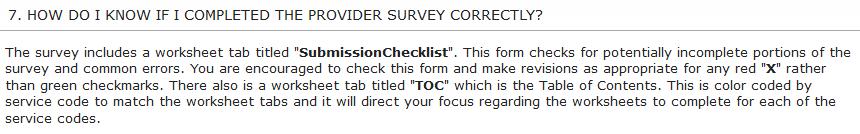 7. HOW DO I KNOW IF I COMPLETED THE PROVIDER SURVEY CORRECTLY?
The survey includes a worksheet tab titled "SubmissionChecklist". This form checks for potentially incomplete portions of the
survey and common errors. You are encouraged to check this form and make revisions as appropriate for any red "X" rather
than green checkmarks. There also is a worksheet tab titled "TOC" which is the Table of Contents. This is color coded by
service code to match the worksheet tabs and it will direct your focus regarding the worksheets to complete for each of the
service codes.